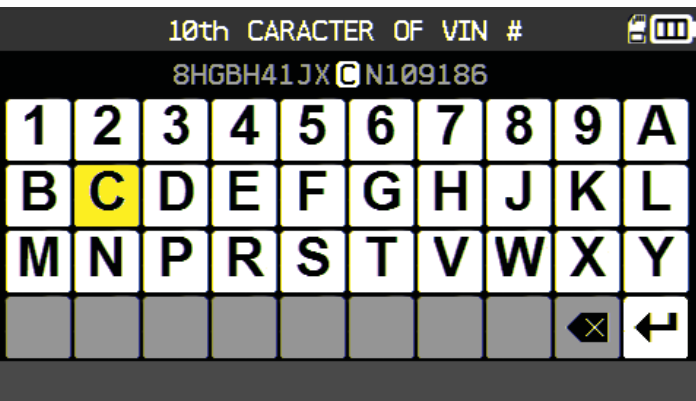 10th CARACTER OF VIN #
8HGBH41JXCN109186
1 2 3 4 5 6 7 8 9 A
B C D E F G H J K L
M N P R S T V W X Y